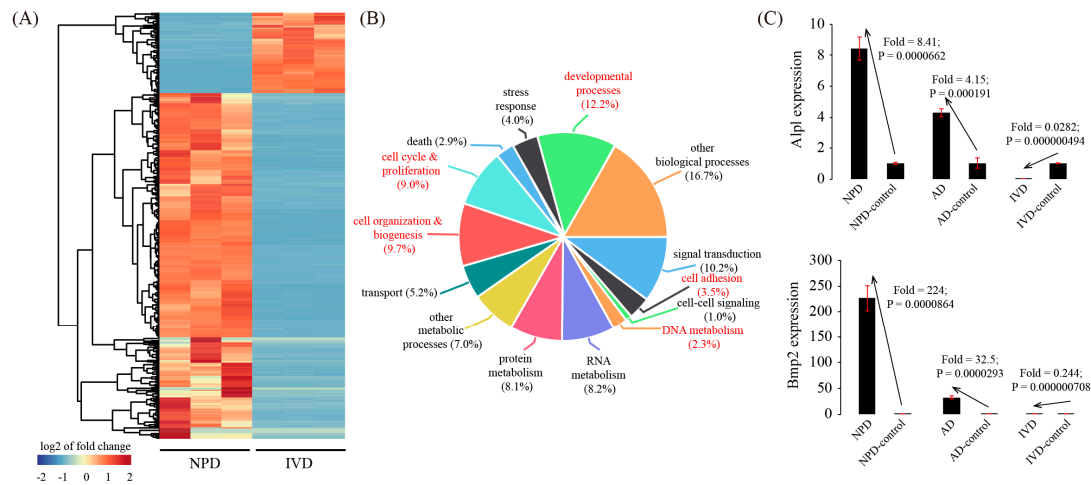 (A)
log2 of fold change
-2 -1 0 1 2
NPD
IVD
(B)
developmental
processes
(12.2%)
stress
response
(4.0%)
death (2.9%)
cell cycle &
proliferation
(9.0%)
cell organization &
biogenesis
(9.7%)
transport (5.2%)
other
metabolic
processes (7.0%)
protein
metabolism
(8.1%)
RNA
metabolism
(8.2%)
DNA metabolism
(2.3%)
cell-cell signaling
(1.0%)
cell adhesion
(3.5%)
signal transduction
(10.2%)
other
biological processes
(16.7%)
(C)
Alpl expression
10
8
6
4
2
0
Fold = 8.41;
P = 0.0000662
Fold = 4.15;
P = 0.000191
Fold = 0.0282;
P = 0.000000494
NPD
NPD-control
AD
AD-control
IVD
IVD-control
Bmp2 expression
300
250
200
150
100
50
0
Fold = 224;
P = 0.0000864
Fold = 32.5;
P = 0.0000293
Fold = 0.244;
P = 0.000000708
NPD
NPD-control
AD
AD-control
IVD
IVD-control